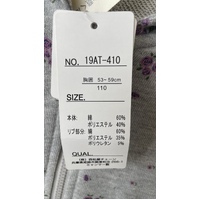 NO. 19AT-410
胸囲 53-59cm
110
SIZE.
本体: 綿 60%
ポリエステル 40%
リブ部分: 綿 60%
ポリエステル 35%
ポリウレタン 5%
QUAL.